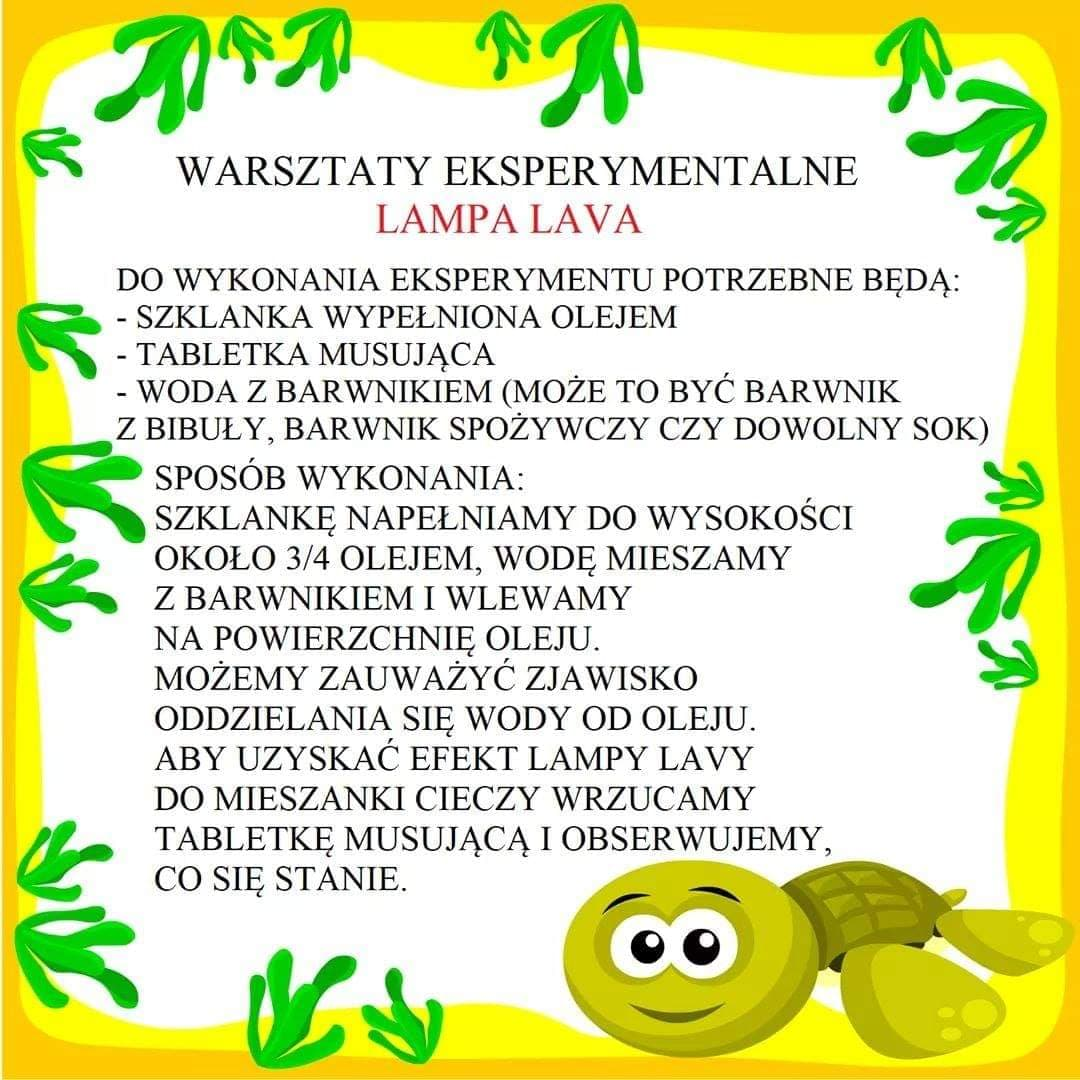 WARSZTATY EKSPERYMENTALNE
LAMPA LAVA
DO WYKONANIA EKSPERYMENTU POTRZEBNE BĘDĄ:
- SZKLANKA WYPEŁNIONA OLEJEM
- TABLETKA MUSUJĄCA
- WODA Z BARWNIKIEM (MOŻE TO BYĆ BARWNIK
Z BIBUŁY, BARWNIK SPOŻYWCZY CZY DOWOLNY SOK)
SPOSÓB WYKONANIA:
SZKLANKĘ NAPEŁNIAMY DO WYSOKOŚCI
OKOŁO 3/4 OLEJEM, WODĘ MIESZAMY
Z BARWNIKIEM I WLEWAMY
NA POWIERZCHNIĘ OLEJU.
MOŻEMY ZAUWAŻYĆ ZJAWISKO
ODDZIELANIA SIĘ WODY OD OLEJU.
ABY UZYSKAĆ EFEKT LAMPY LAVY
DO MIESZANKI CIECZY WRZUCAMY
TABLETKĘ MUSUJĄCĄ I OBSERWUJEMY,
CO SIĘ STANIE.